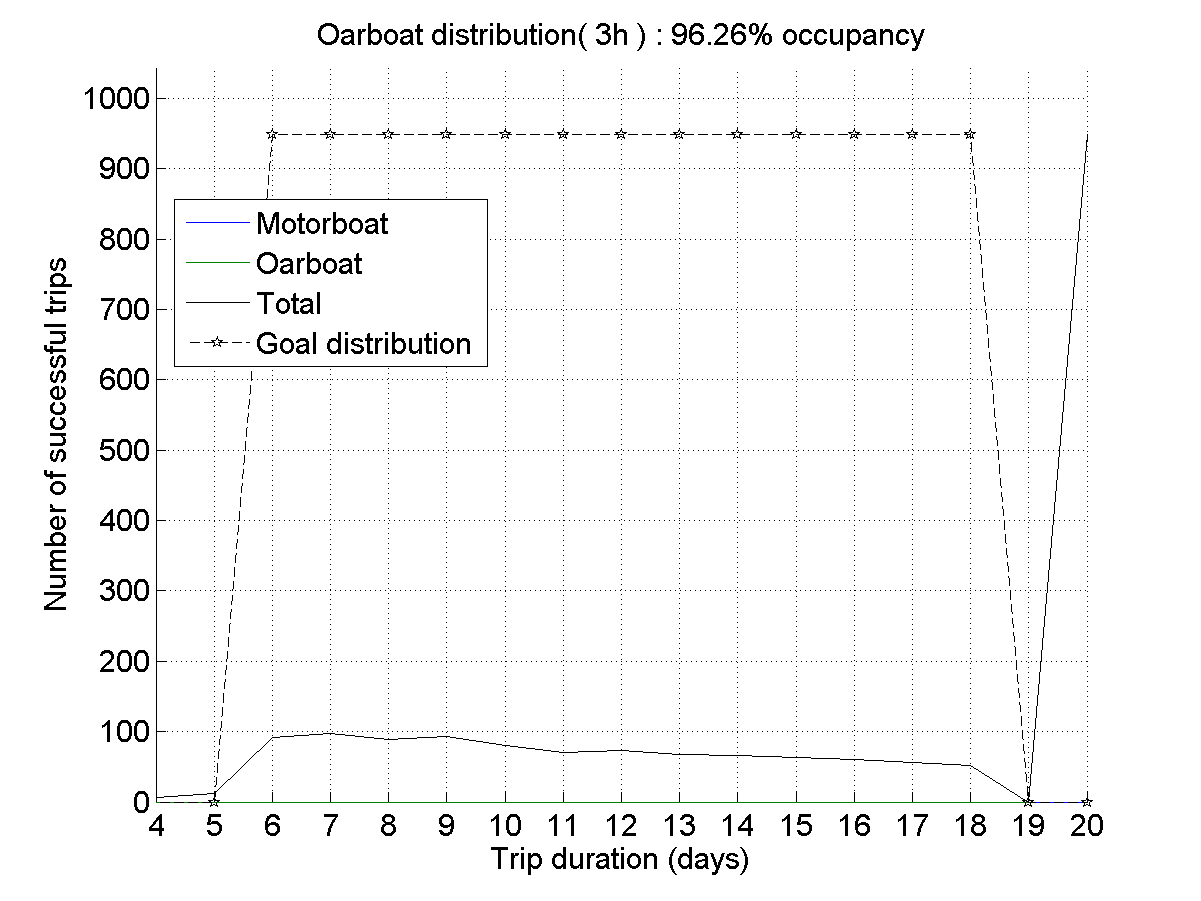 Oarboat distribution( 3h ) : 96.26% occupancy
Number of successful trips
1000
900
800
700
600
500
400
300
200
100
0
Motorboat
Oarboat
Total
Goal distribution
4 5 6 7 8 9 10 11 12 13 14 15 16 17 18 19 20
Trip duration (days)